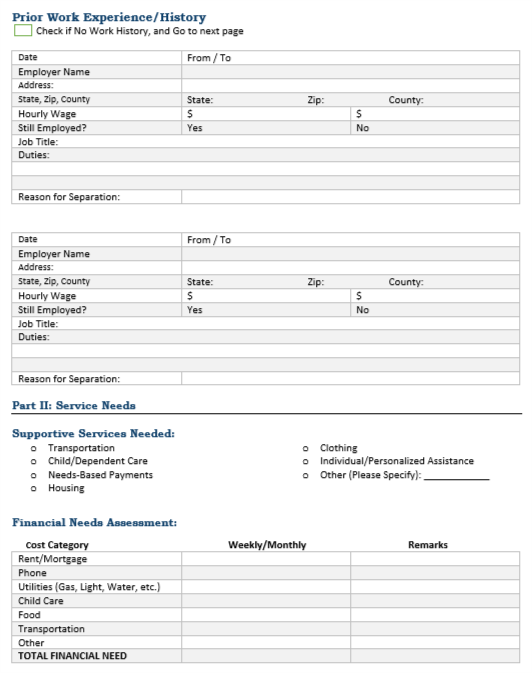 Prior Work Experience/History
Check if No Work History, and Go to next page
Date From / To
Employer Name
Address:
State, Zip, County State: Zip: County:
Hourly Wage $ $
Still Employed? Yes No
Job Title:
Duties:
Reason for Separation:
Date From / To
Employer Name
Address:
State, Zip, County State: Zip: County:
Hourly Wage $ $
Still Employed? Yes No
Job Title:
Duties:
Reason for Separation:
Part II: Service Needs
Supportive Services Needed:
o Transportation o Clothing
o Child/Dependent Care o Individual/Personalized Assistance
o Needs-Based Payments o Other (Please Specify): ____________
o Housing
Financial Needs Assessment:
Cost Category Weekly/Monthly Remarks
Rent/Mortgage
Phone
Utilities (Gas, Light, Water, etc.)
Child Care
Food
Transportation
Other
TOTAL FINANCIAL NEED